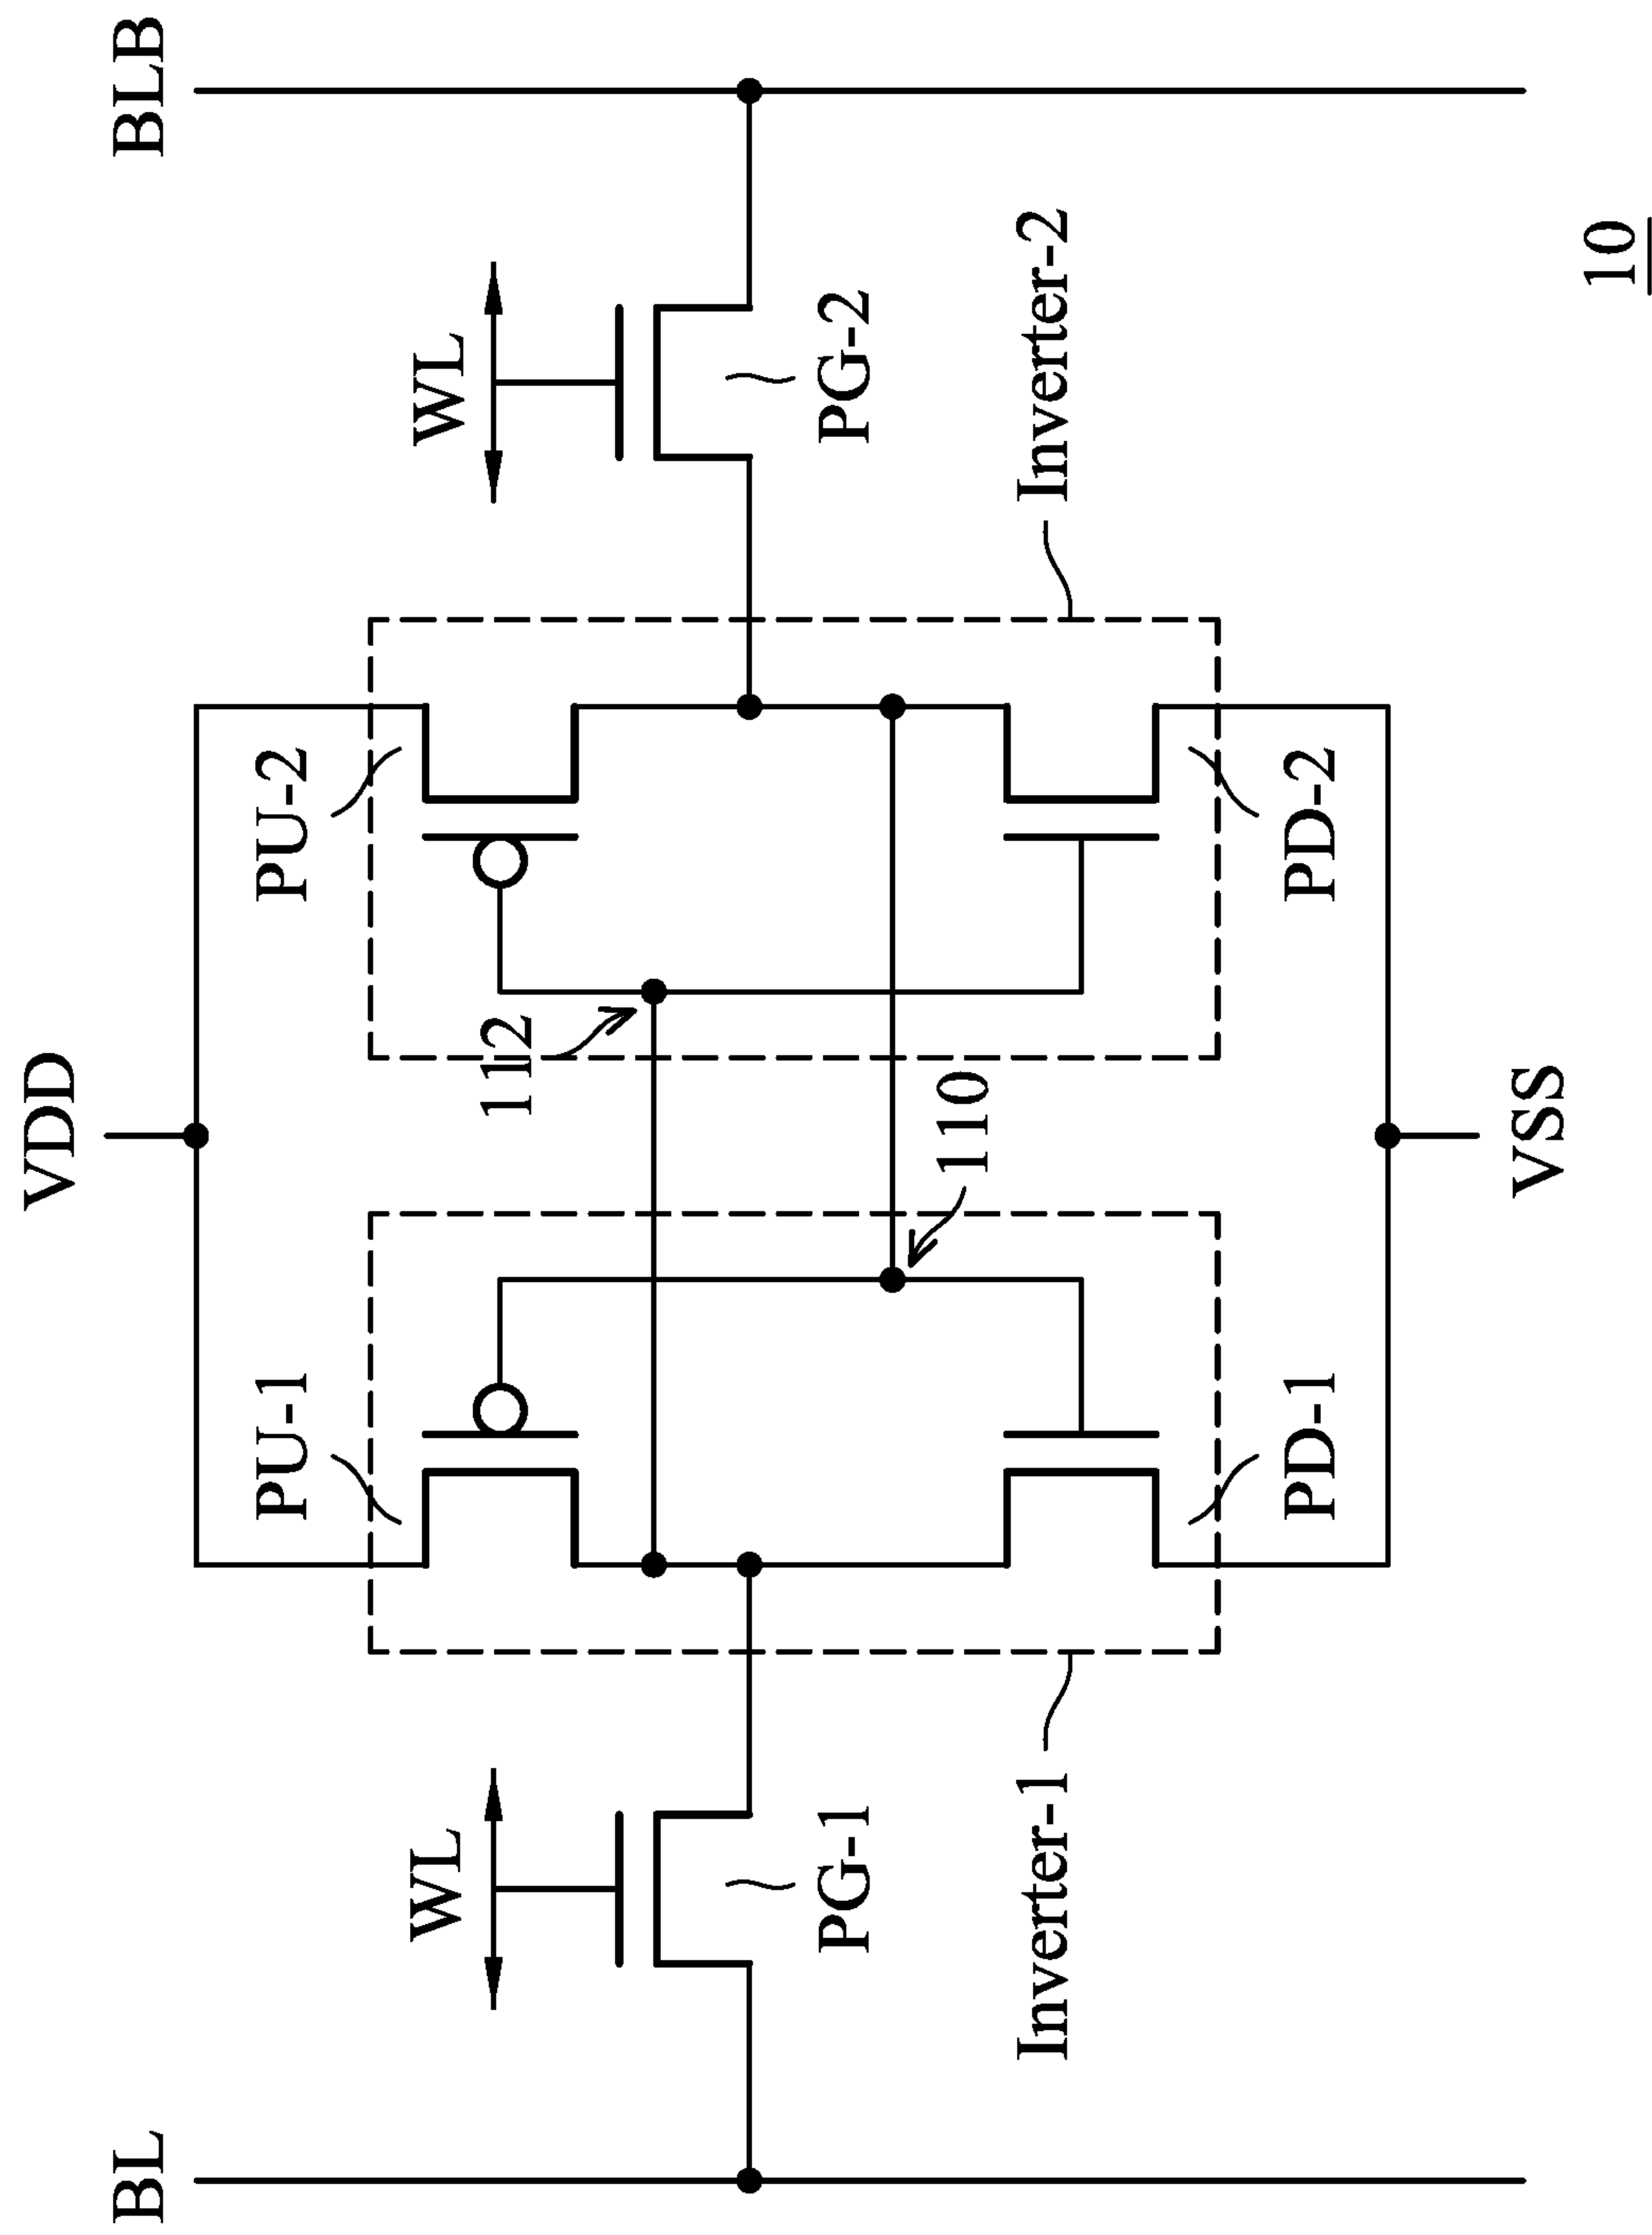 VDD
BL
BLB
PU-1
PU-2
WL
WL
112
PG-1
PG-2
110
Inverter-1
Inverter-2
PD-1
PD-2
VSS
10